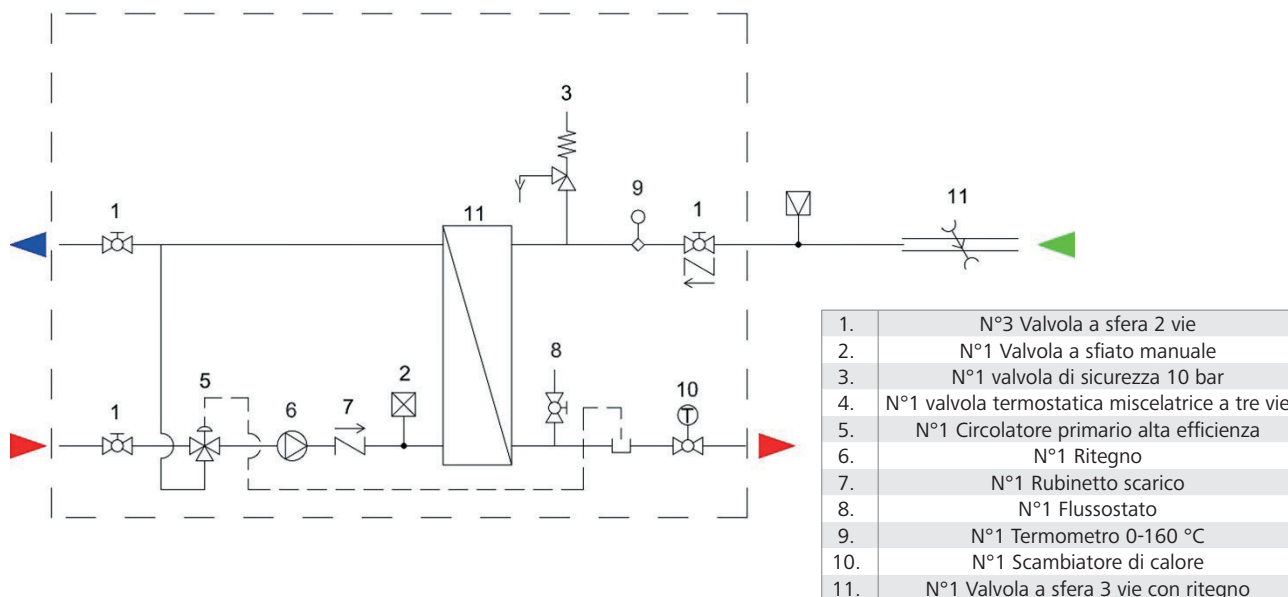 3
9
1
11
1
11
1
5
6
7
2
8
10
T
1. N°3 Valvola a sfera 2 vie
2. N°1 Valvola a sfiato manuale
3. N°1 valvola di sicurezza 10 bar
4. N°1 valvola termostatica miscelatrice a tre vie
5. N°1 Circolatore primario alta efficienza
6. N°1 Ritegno
7. N°1 Rubinetto scarico
8. N°1 Flussostato
9. N°1 Termometro 0-160 °C
10. N°1 Scambiatore di calore
11. N°1 Valvola a sfera 3 vie con ritegno